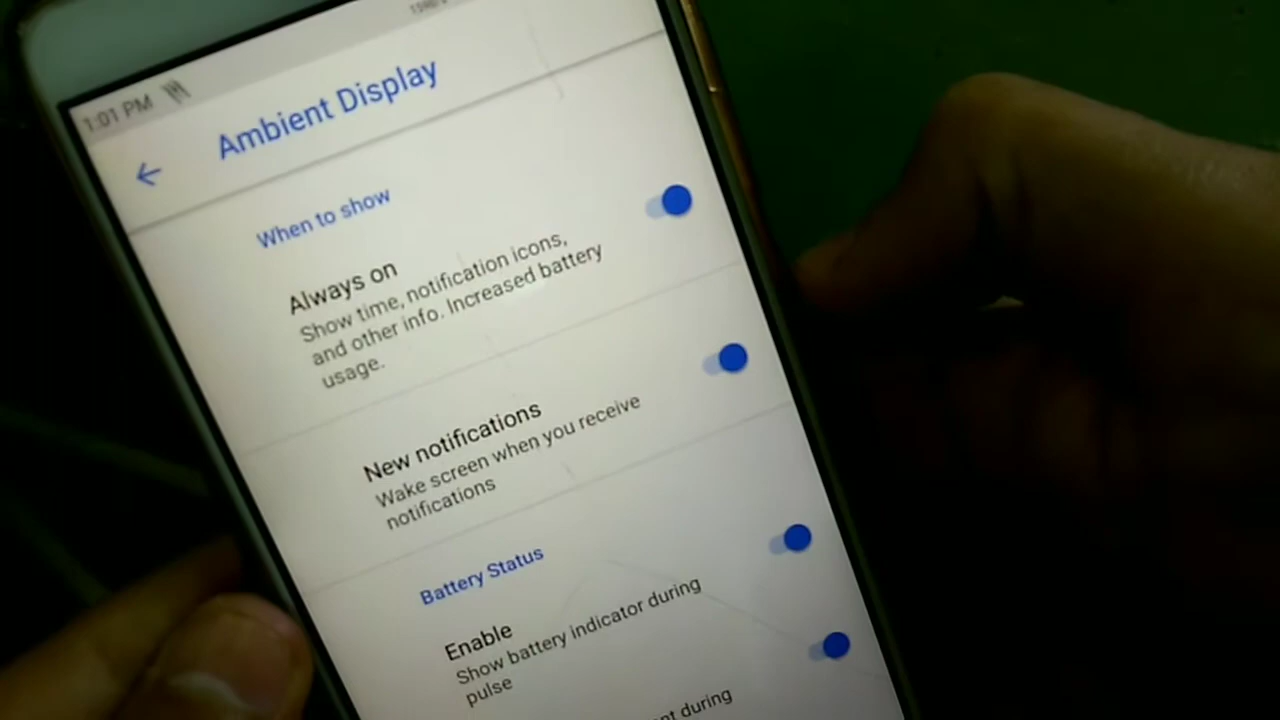 1:01 PM
Ambient Display
When to show
Always on
Show time, notification icons,
and other info. Increased battery
usage.
New notifications
Wake screen when you receive
notifications
Battery Status
Enable
Show battery indicator during
pulse
during